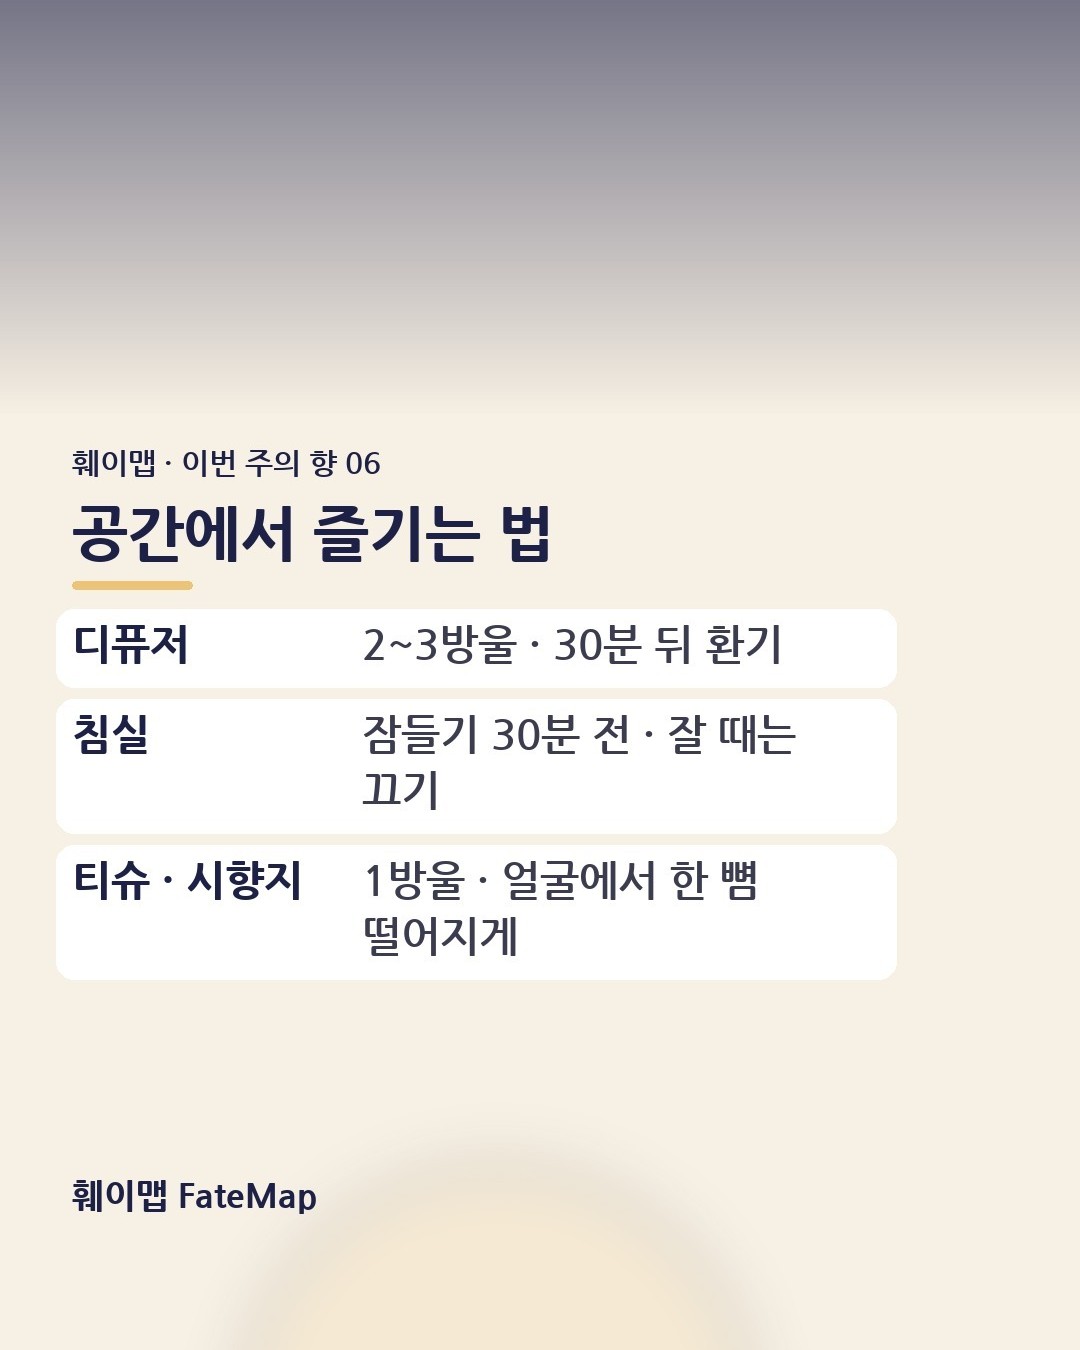 훼이맵 · 이번 주의 향 06
공간에서 즐기는 법
디퓨저 2~3방울 · 30분 뒤 환기
침실 잠들기 30분 전 · 잘 때는
끄기
티슈 · 시향지 1방울 · 얼굴에서 한 뼘
떨어지게
훼이맵 FateMap